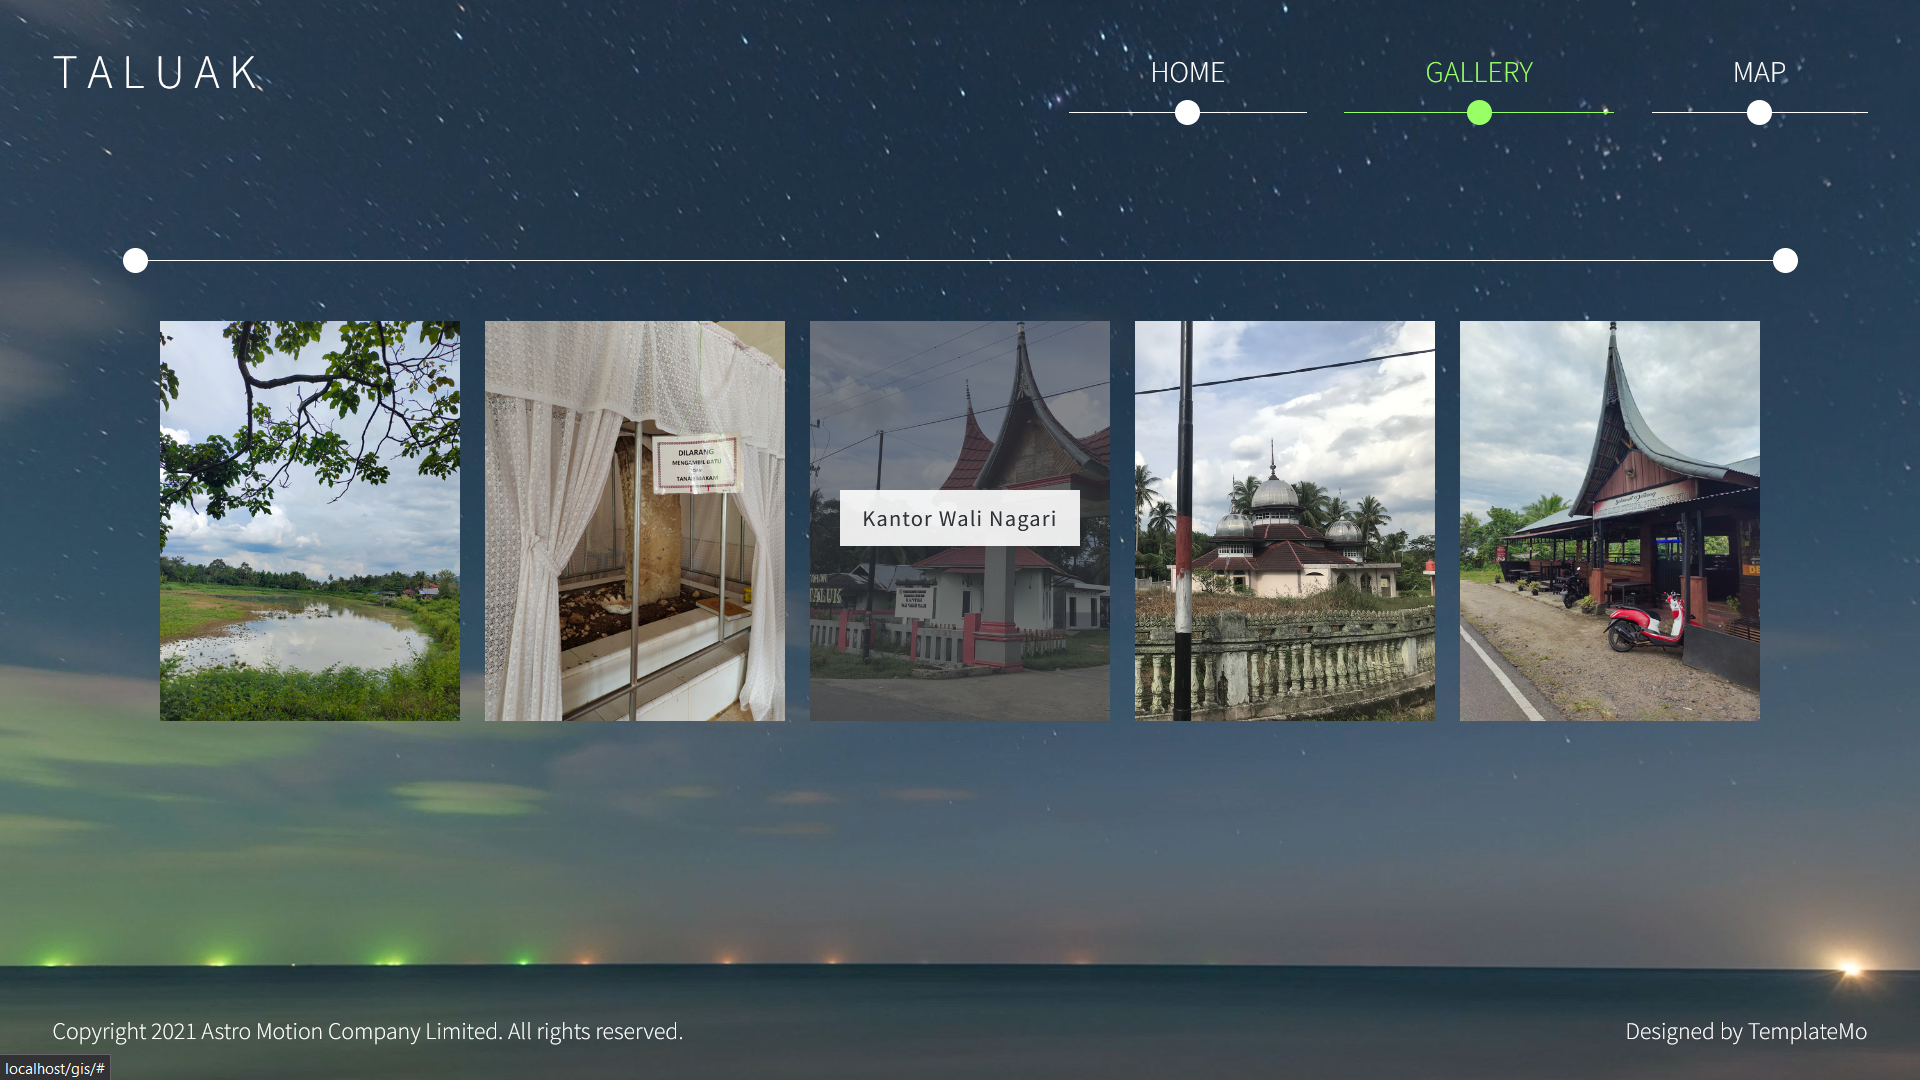 TALUAK
HOME
GALLERY
MAP
DILARANG
MENGAMBIL BATU
TANAH MAKAM
Kantor Wali Nagari
TALUK
KANTOR
Copyright 2021 Astro Motion Company Limited. All rights reserved.
Designed by TemplateMo
localhost/gis/#